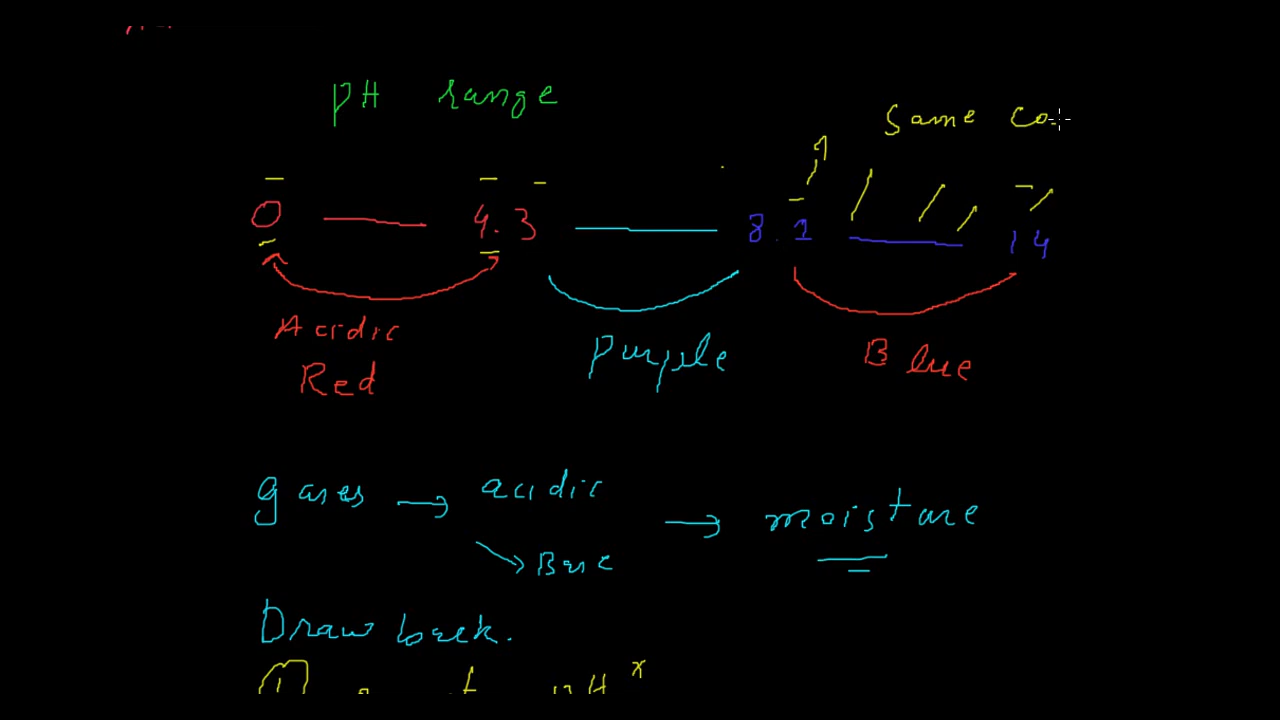 pH range
Same co
0 — 4.3 — 8.1 — 14
Acidic
Purple
Blue
Red
gases → acidic → moisture
Base
Draw back.
pH x